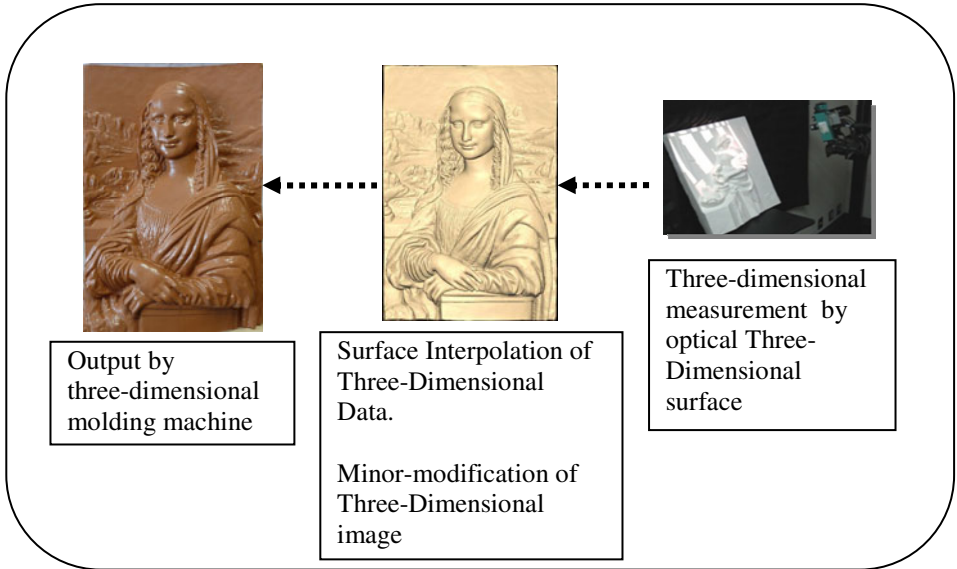 Output by
three-dimensional
molding machine
Surface Interpolation of
Three-Dimensional
Data.
Minor-modification of
Three-Dimensional
image
Three-dimensional
measurement by
optical Three-
Dimensional
surface